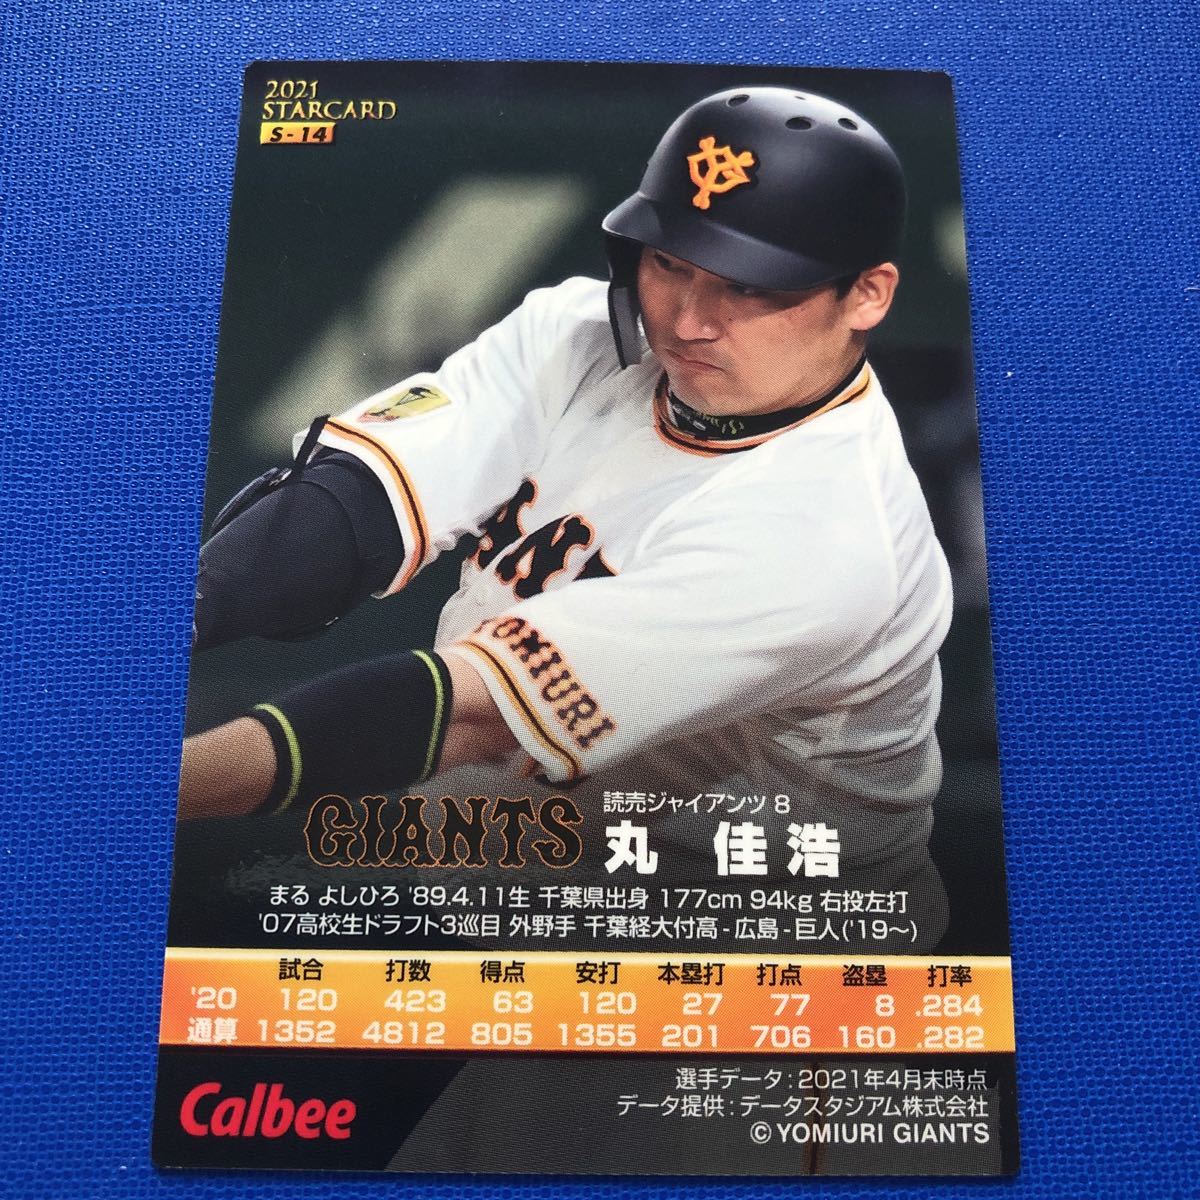 2021
STARCARD
S-14
ANT
YOMIURI
GIANTS
読売ジャイアンツ 8
丸 佳浩
まる よしひろ '89.4.11生 千葉県出身 177cm 94kg 右投左打
'07高校生ドラフト3巡目 外野手 千葉経大付高-広島-巨人('19〜)
試合 打数 得点 安打 本塁打 打点 盗塁 打率
'20 120 423 63 120 27 77 8 .284
通算 1352 4812 805 1355 201 706 160 .282
Calbee
選手データ:2021年4月末時点
データ提供:データスタジアム株式会社
© YOMIURI GIANTS